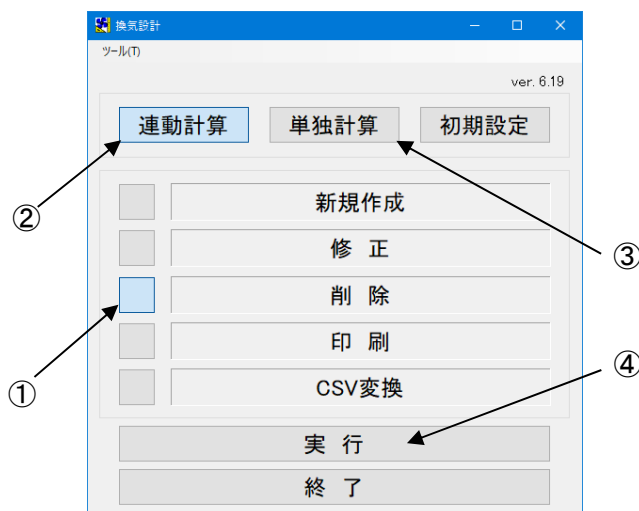 換気設計
ツール(T)
ver. 6.19
連動計算 単独計算 初期設定
②
新規作成
修 正
③
削 除
印 刷
④
①
CSV変換
実 行
終 了